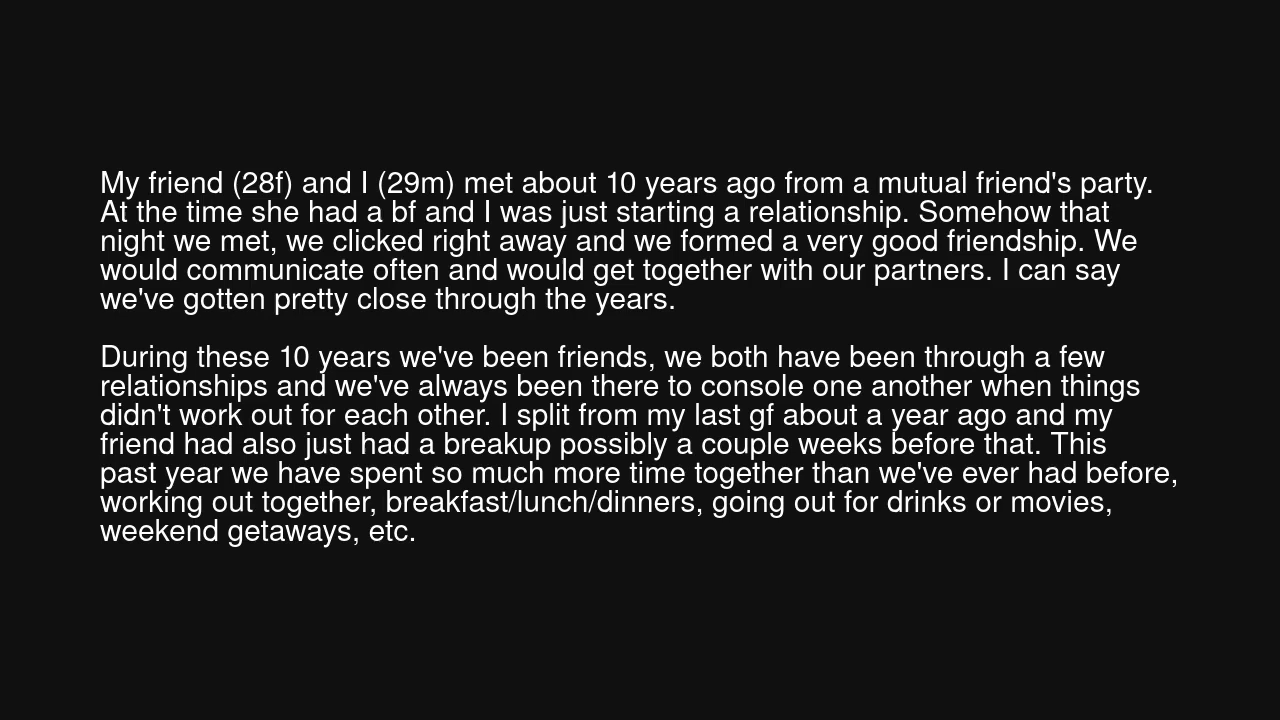 My friend (28f) and I (29m) met about 10 years ago from a mutual friend's party.
At the time she had a bf and I was just starting a relationship. Somehow that
night we met, we clicked right away and we formed a very good friendship. We
would communicate often and would get together with our partners. I can say
we've gotten pretty close through the years.
During these 10 years we've been friends, we both have been through a few
relationships and we've always been there to console one another when things
didn't work out for each other. I split from my last gf about a year ago and my
friend had also just had a breakup possibly a couple weeks before that. This
past year we have spent so much more time together than we've ever had before,
working out together, breakfast/lunch/dinners, going out for drinks or movies,
weekend getaways, etc.